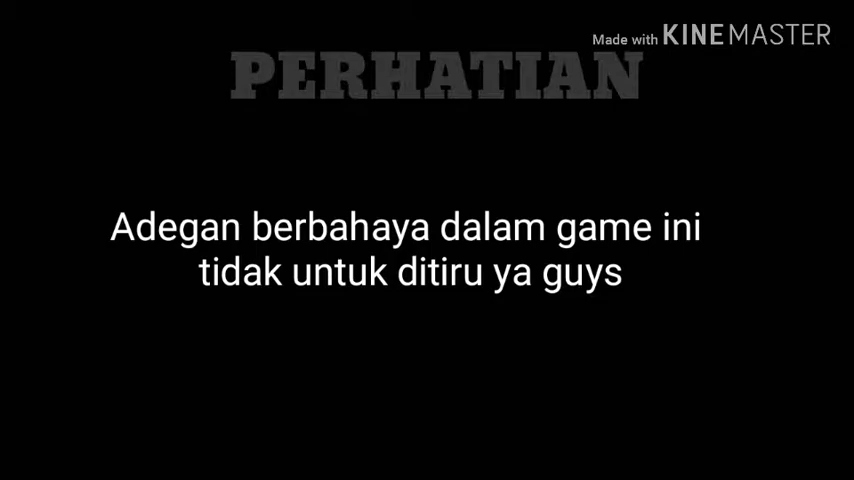 Made with KINEMASTER
PERHATIAN
Adegan berbahaya dalam game ini
tidak untuk ditiru ya guys